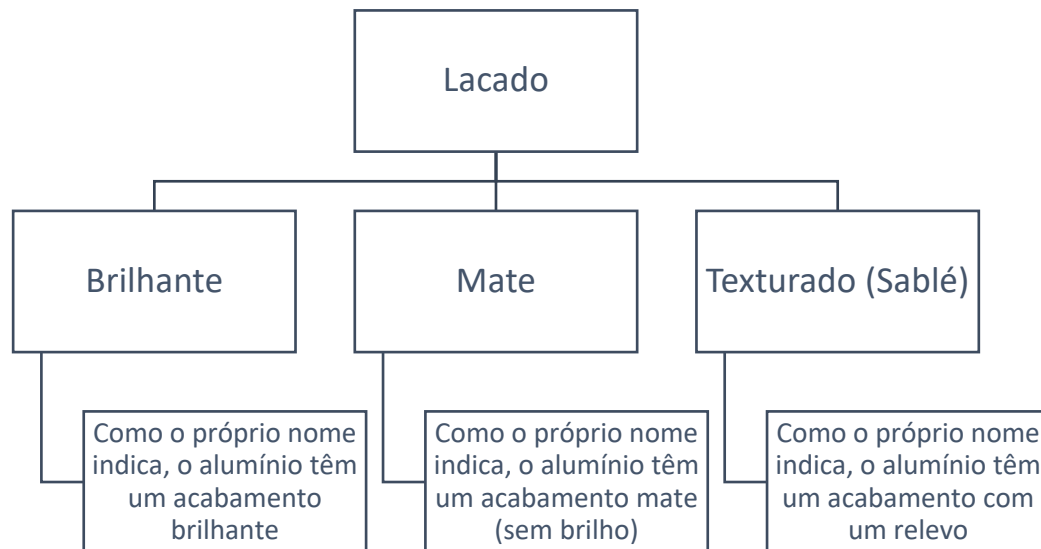 Lacado
Brilhante
Mate
Texturado (Sablé)
Como o próprio nome
indica, o alumínio têm
um acabamento
brilhante
Como o próprio nome
indica, o alumínio têm
um acabamento mate
(sem brilho)
Como o próprio nome
indica, o alumínio têm
um acabamento com
um relevo